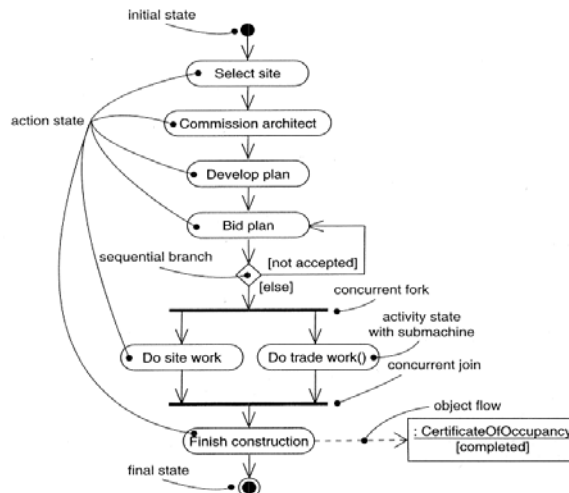 initial state
Select site
action state
Commission architect
Develop plan
Bid plan
sequential branch
[not accepted]
[else]
concurrent fork
activity state
with submachine
Do site work
Do trade work()
concurrent join
object flow
: CertificateOfOccupancy
[completed]
Finish construction
final state